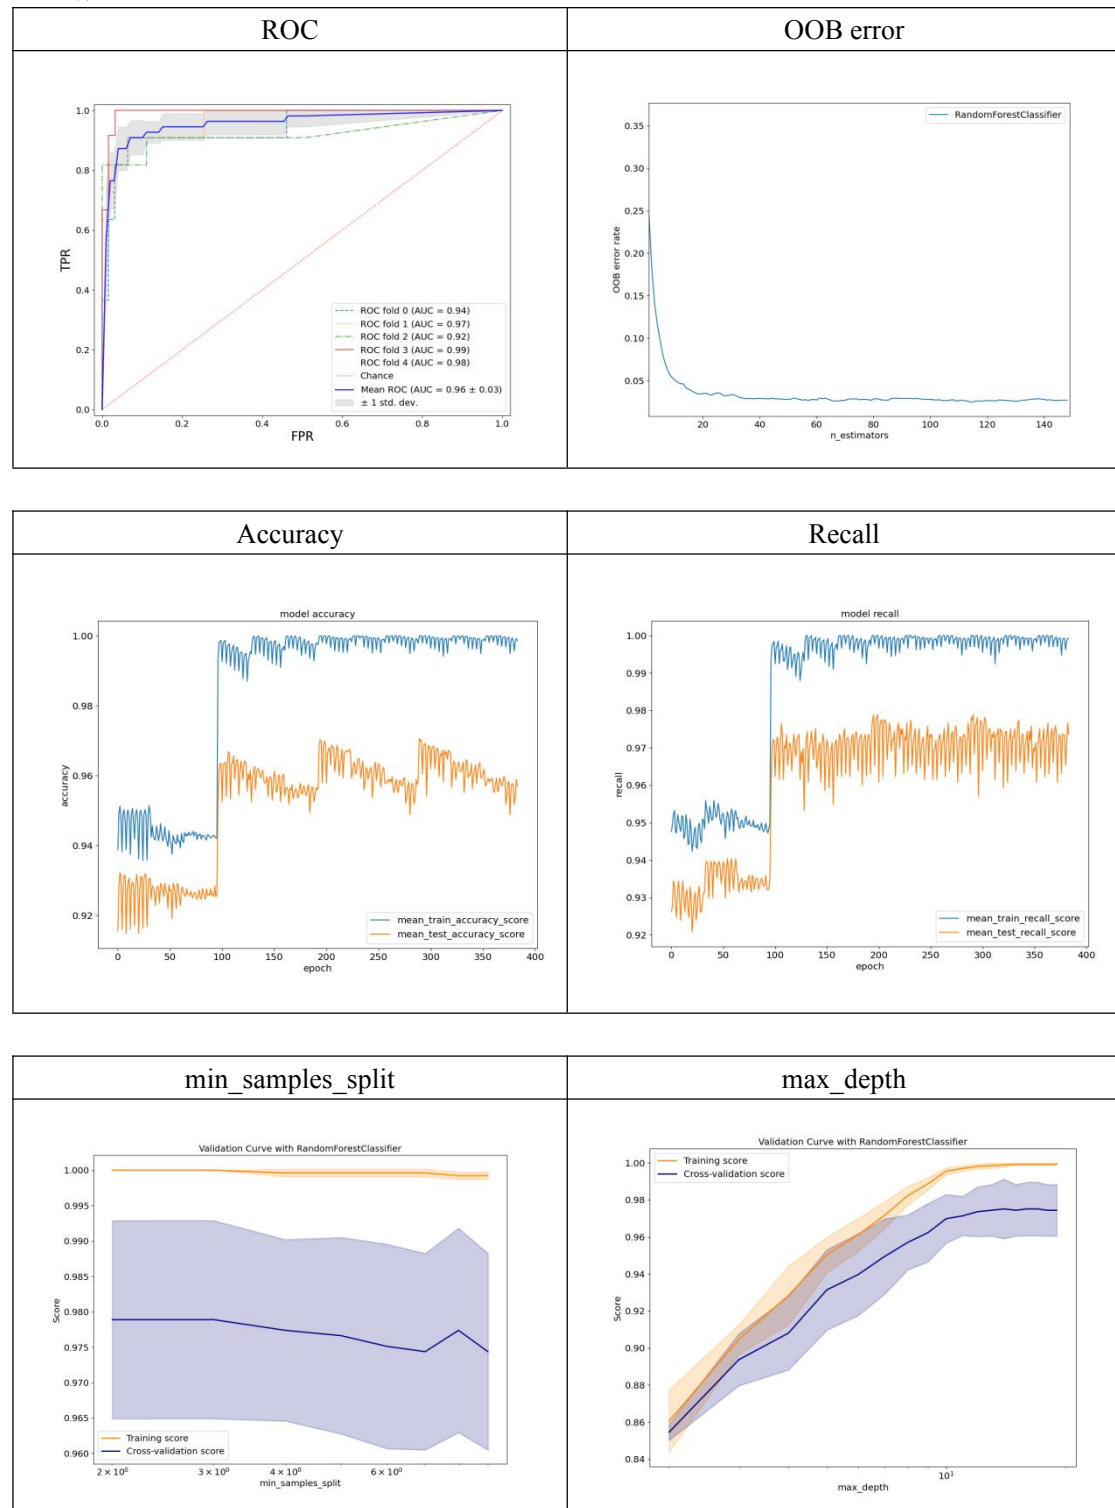 ROC
OOB error
1.0
0.8
0.6
0.4
0.2
0.0
TPR
0.0 0.2 0.4 0.6 0.8 1.0
FPR
ROC fold 0 (AUC = 0.94)
ROC fold 1 (AUC = 0.97)
ROC fold 2 (AUC = 0.92)
ROC fold 3 (AUC = 0.99)
ROC fold 4 (AUC = 0.98)
Chance
Mean ROC (AUC = 0.96 ± 0.03)
± 1 std. dev.
RandomForestClassifier
0.35
0.30
0.25
0.20
0.15
0.10
0.05
OOB error rate
20 40 60 80 100 120 140
n_estimators
Accuracy
Recall
model accuracy
1.00
0.98
0.96
0.94
0.92
accuracy
mean_train_accuracy_score
mean_test_accuracy_score
0 50 100 150 200 250 300 350 400
epoch
model recall
1.00
0.99
0.98
0.97
0.96
0.95
0.94
0.93
0.92
recall
mean_train_recall_score
mean_test_recall_score
0 50 100 150 200 250 300 350 400
epoch
min_samples_split
max_depth
Validation Curve with RandomForestClassifier
1.000
0.995
0.990
0.985
0.980
0.975
0.970
0.965
0.960
Score
Training score
Cross-validation score
2 × 10⁰ 3 × 10⁰ 4 × 10⁰ 6 × 10⁰
min_samples_split
Validation Curve with RandomForestClassifier
Training score
Cross-validation score
1.00
0.98
0.96
0.94
0.92
0.90
0.88
0.86
0.84
Score
10¹
max_depth